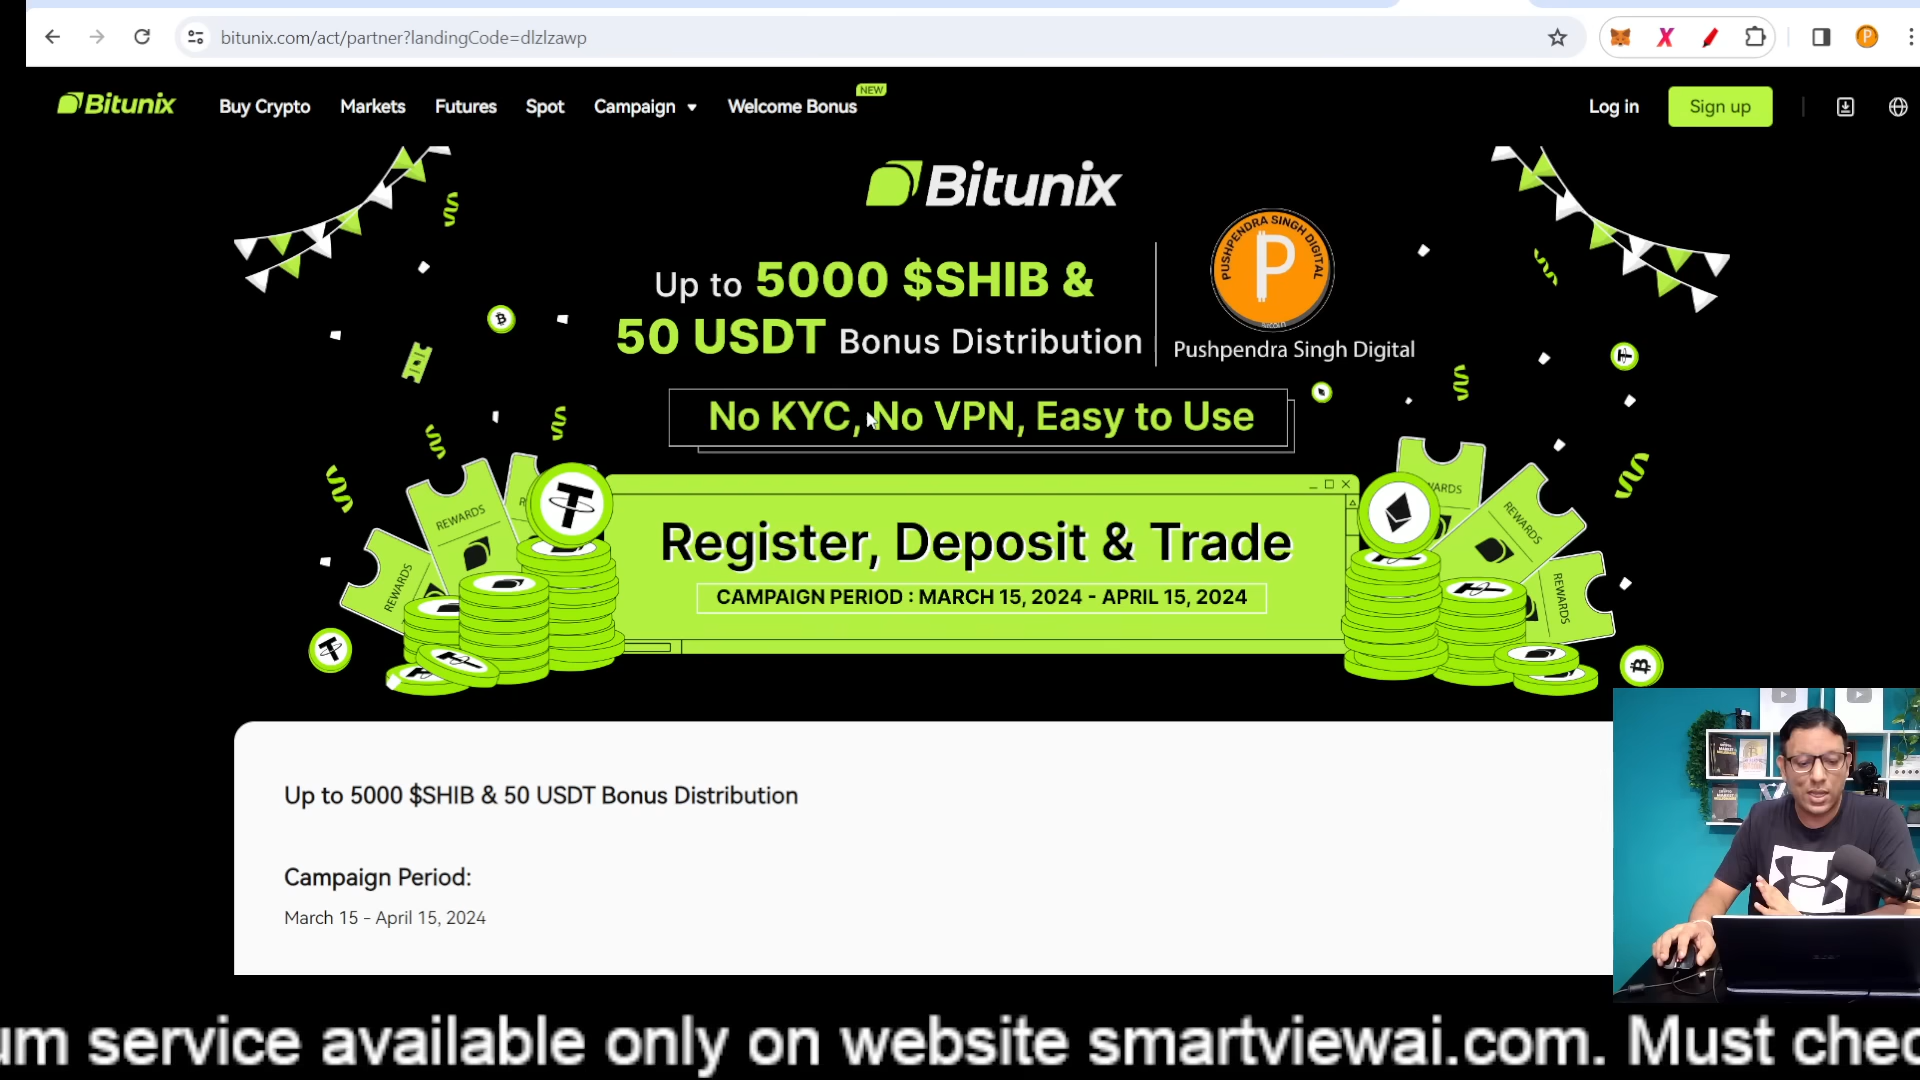 bitunix.com/act/partner?landingCode=dlzlzawp
Bitunix
Buy Crypto
Markets
Futures
Spot
Campaign
Welcome Bonus
NEW
Log in
Sign up
Bitunix
Up to 5000 $SHIB &
50 USDT Bonus Distribution
PUSHPENDRA SINGH DIGITAL
Pushpendra Singh Digital
No KYC, No VPN, Easy to Use
REWARDS
REWARDS
REWARDS
REWARDS
Register, Deposit & Trade
CAMPAIGN PERIOD : MARCH 15, 2024 - APRIL 15, 2024
Up to 5000 $SHIB & 50 USDT Bonus Distribution
Campaign Period:
March 15 - April 15, 2024
um service available only on website smartviewai.com. Must chec